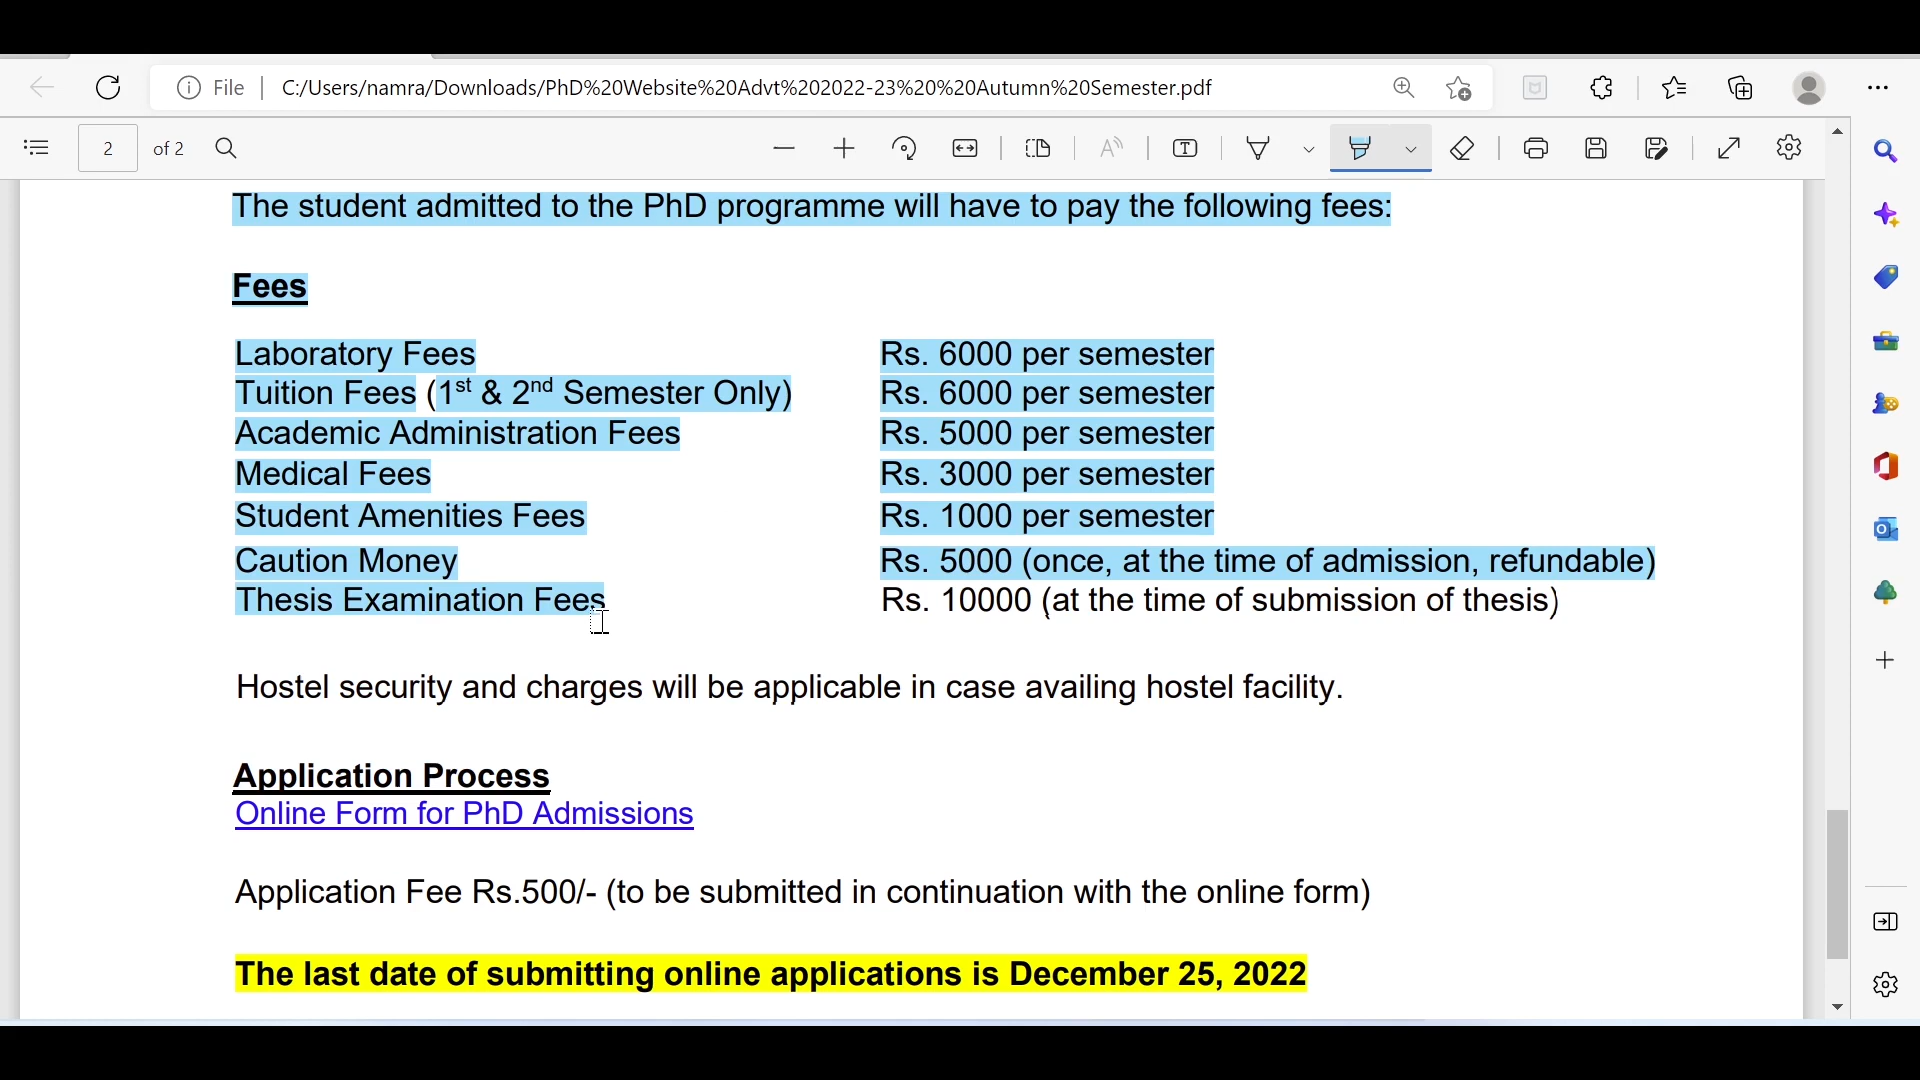 File C:/Users/namra/Downloads/PhD%20Website%20Advt%202022-23%20%20Autumn%20Semester.pdf
2 of 2
The student admitted to the PhD programme will have to pay the following fees:
Fees
Laboratory Fees Rs. 6000 per semester
Tuition Fees (1st & 2nd Semester Only) Rs. 6000 per semester
Academic Administration Fees Rs. 5000 per semester
Medical Fees Rs. 3000 per semester
Student Amenities Fees Rs. 1000 per semester
Caution Money Rs. 5000 (once, at the time of admission, refundable)
Thesis Examination Fees Rs. 10000 (at the time of submission of thesis)
Hostel security and charges will be applicable in case availing hostel facility.
Application Process
Online Form for PhD Admissions
Application Fee Rs.500/- (to be submitted in continuation with the online form)
The last date of submitting online applications is December 25, 2022